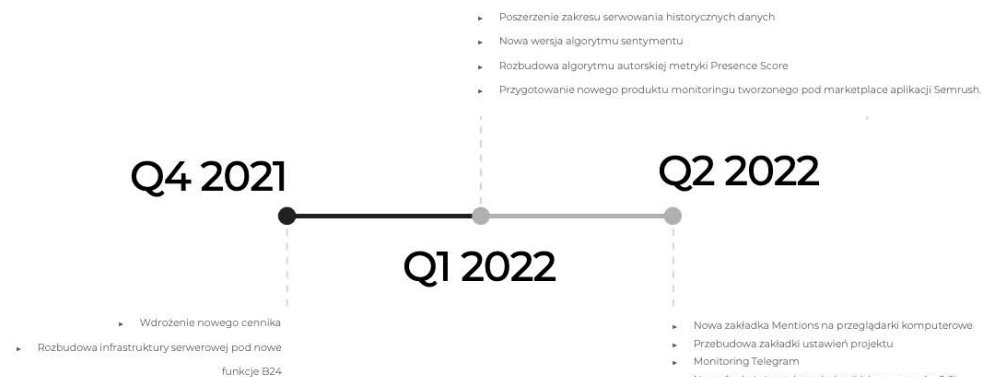 ▸ Poszerzenie zakresu serwowania historycznych danych
▸ Nowa wersja algorytmu sentymentu
▸ Rozbudowa algorytmu autorskiej metryki Presence Score
▸ Przygotowanie nowego produktu monitoringu tworzonego pod marketplace aplikacji Semrush.
Q4 2021
Q2 2022
Q1 2022
▸ Wdrożenie nowego cennika
▸ Rozbudowa infrastruktury serwerowej pod nowe
funkcje B24
▸ Nowa zakładka Mentions na przeglądarki komputerowe
▸ Przebudowa zakładki ustawień projektu
▸ Monitoring Telegram